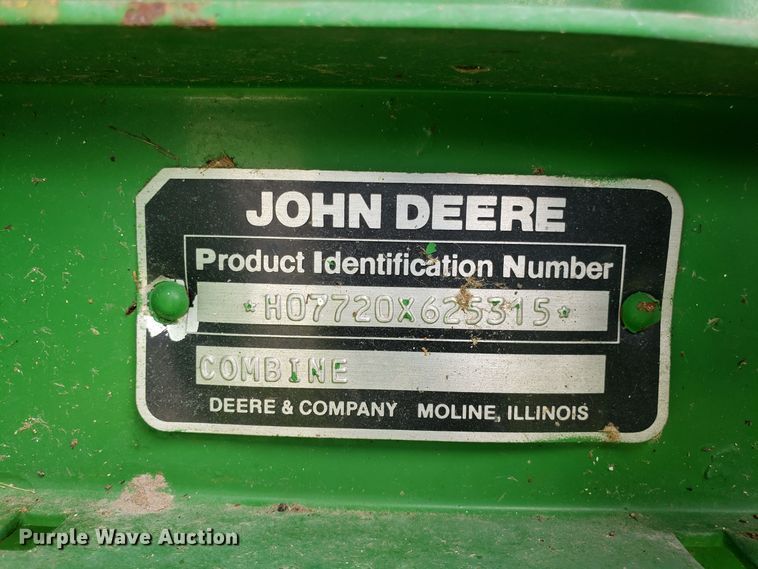 JOHN DEERE
Product Identification Number
*H07720X625315*
COMBINE
DEERE & COMPANY MOLINE, ILLINOIS
Purple Wave Auction